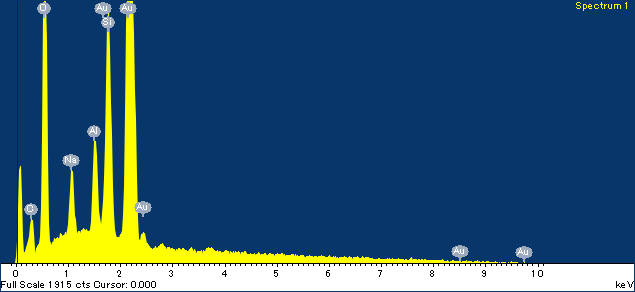 Spectrum 1
O Au Au
Si
Al
Na
C Au
Au Au
0 1 2 3 4 5 6 7 8 9 10
Full Scale 1915 cts Cursor: 0.000 keV